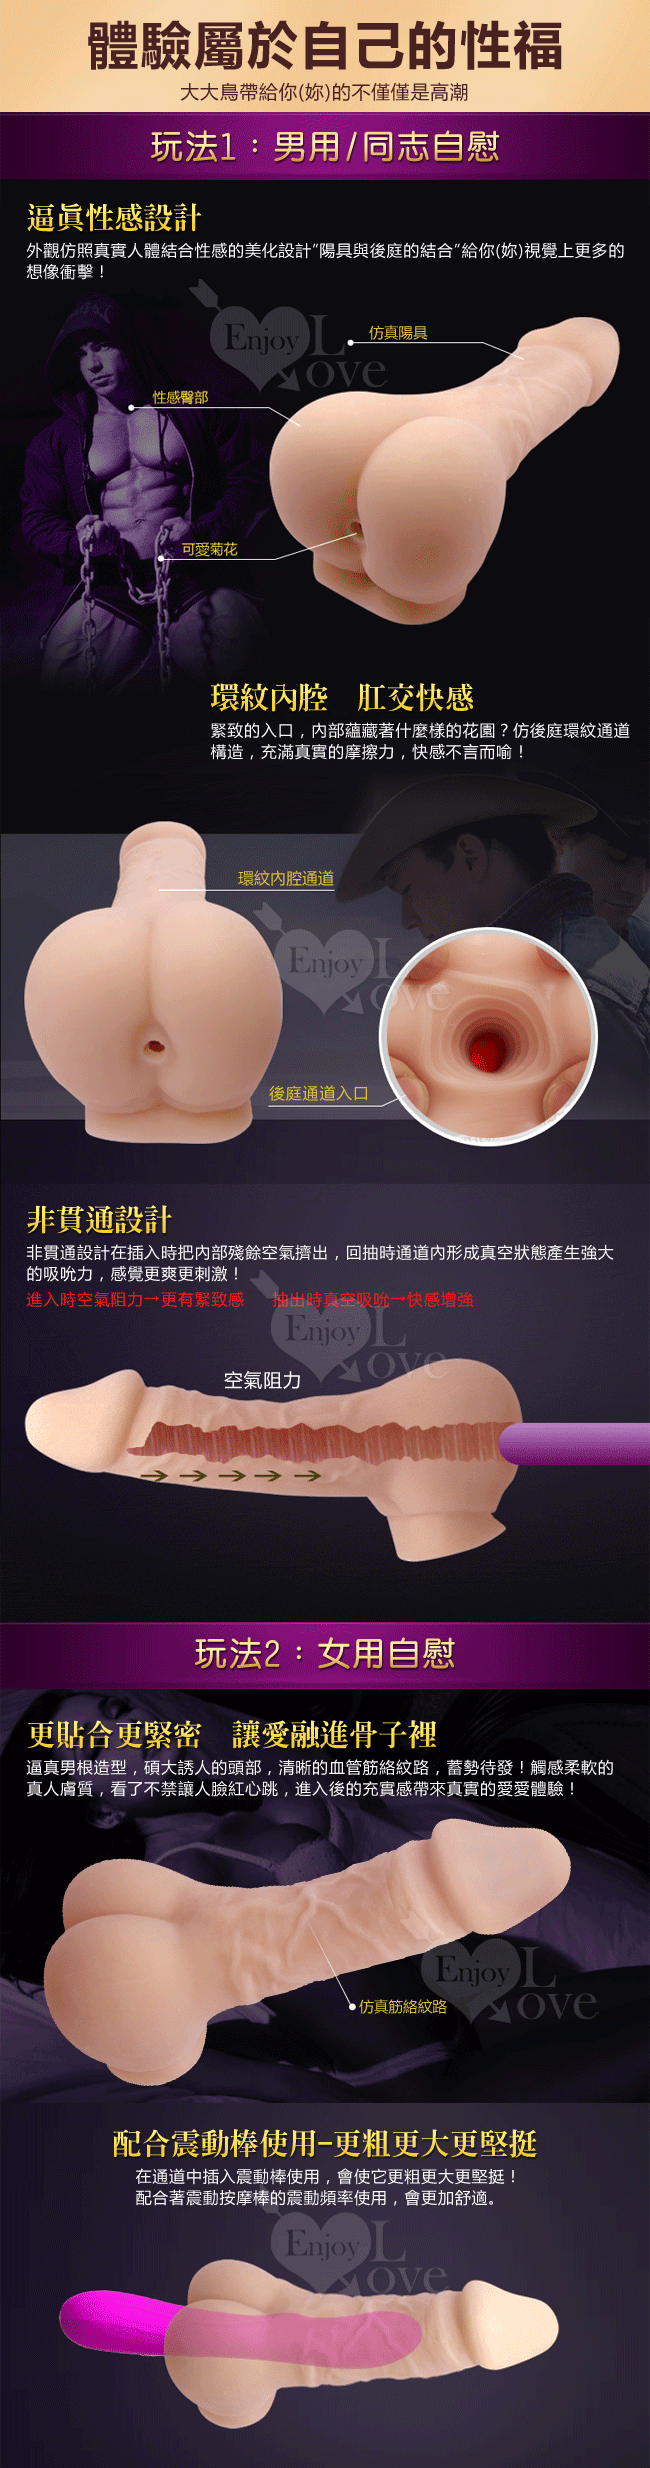 體驗屬於自己的性福
大大鳥帶給你(妳)的不僅僅是高潮
玩法1：男用/同志自慰
逼真性感設計
外觀仿照真實人體結合性感的美化設計"陽具與後庭的結合"給你(妳)視覺上更多的
想像衝擊！
Enjoy Love
仿真陽具
性感臀部
可愛菊花
環紋內腔　肛交快感
緊致的入口，內部蘊藏著什麼樣的花園？仿後庭環紋通道
構造，充滿真實的摩擦力，快感不言而喻！
環紋內腔通道
Enjoy Love
後庭通道入口
非貫通設計
非貫通設計在插入時把內部殘餘空氣擠出，回抽時通道內形成真空狀態產生強大
的吸吮力，感覺更爽更刺激！
進入時空氣阻力→更有緊致感　抽出時真空吸吮→快感增強
Enjoy Love
空氣阻力
玩法2：女用自慰
更貼合更緊密　讓愛融進骨子裡
逼真男根造型，碩大誘人的頭部，清晰的血管筋絡紋路，蓄勢待發！觸感柔軟的
真人膚質，看了不禁讓人臉紅心跳，進入後的充實感帶來真實的愛愛體驗！
Enjoy Love
仿真筋絡紋路
配合震動棒使用-更粗更大更堅挺
在通道中插入震動棒使用，會使它更粗更大更堅挺！
配合著震動按摩棒的震動頻率使用，會更加舒適。
Enjoy Love